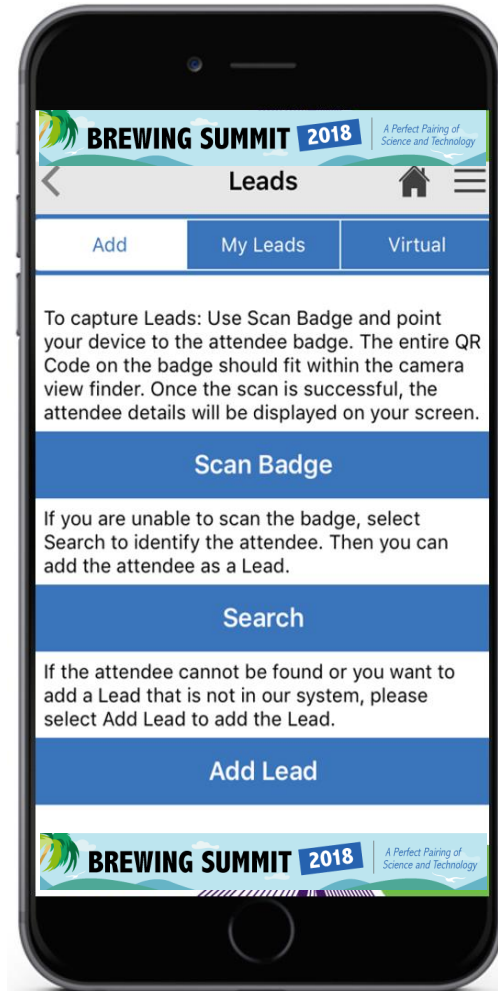 BREWING SUMMIT 2018 A Perfect Pairing of
Science and Technology
Leads
Add My Leads Virtual
To capture Leads: Use Scan Badge and point
your device to the attendee badge. The entire QR
Code on the badge should fit within the camera
view finder. Once the scan is successful, the
attendee details will be displayed on your screen.
Scan Badge
If you are unable to scan the badge, select
Search to identify the attendee. Then you can
add the attendee as a Lead.
Search
If the attendee cannot be found or you want to
add a Lead that is not in our system, please
select Add Lead to add the Lead.
Add Lead
BREWING SUMMIT 2018 A Perfect Pairing of
Science and Technology